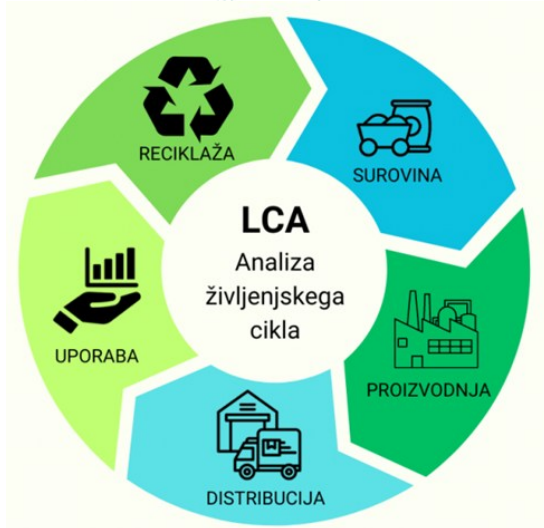 RECIKLAŽA
SUROVINA
LCA
Analiza
življenjskega
cikla
UPORABA
PROIZVODNJA
DISTRIBUCIJA